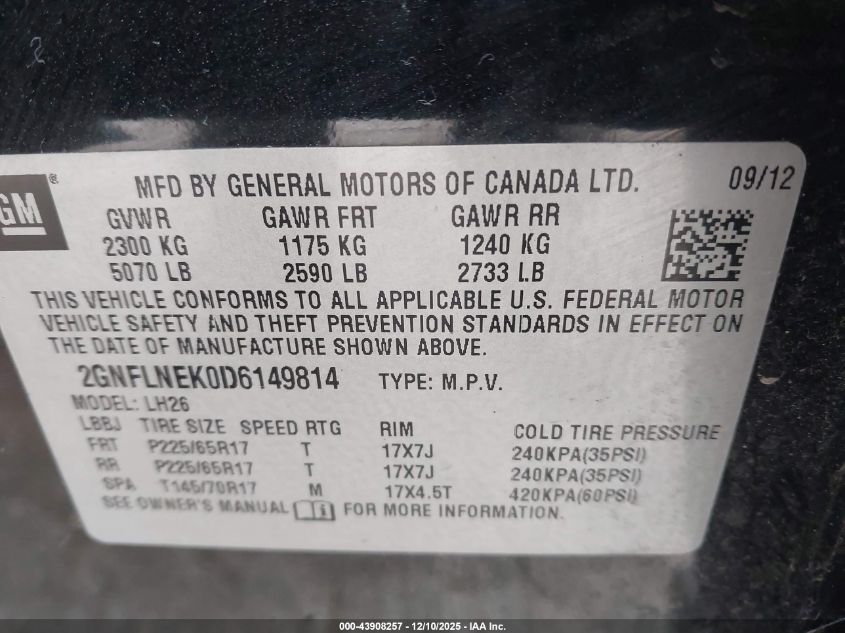 GM®
MFD BY GENERAL MOTORS OF CANADA LTD. 09/12
GVWR GAWR FRT GAWR RR
2300 KG 1175 KG 1240 KG
5070 LB 2590 LB 2733 LB
THIS VEHICLE CONFORMS TO ALL APPLICABLE U.S. FEDERAL MOTOR
VEHICLE SAFETY AND THEFT PREVENTION STANDARDS IN EFFECT ON
THE DATE OF MANUFACTURE SHOWN ABOVE.
2GNFLNEK0D6149814 TYPE: M.P.V.
MODEL: LH26
LBBJ TIRE SIZE SPEED RTG RIM COLD TIRE PRESSURE
FRT P225/65R17 T 17X7J 240KPA(35PSI)
RR P225/65R17 T 17X7J 240KPA(35PSI)
SPA T145/70R17 M 17X4.5T 420KPA(60PSI)
SEE OWNER'S MANUAL i FOR MORE INFORMATION.
000-43908257 - 12/10/2025 - IAA Inc.